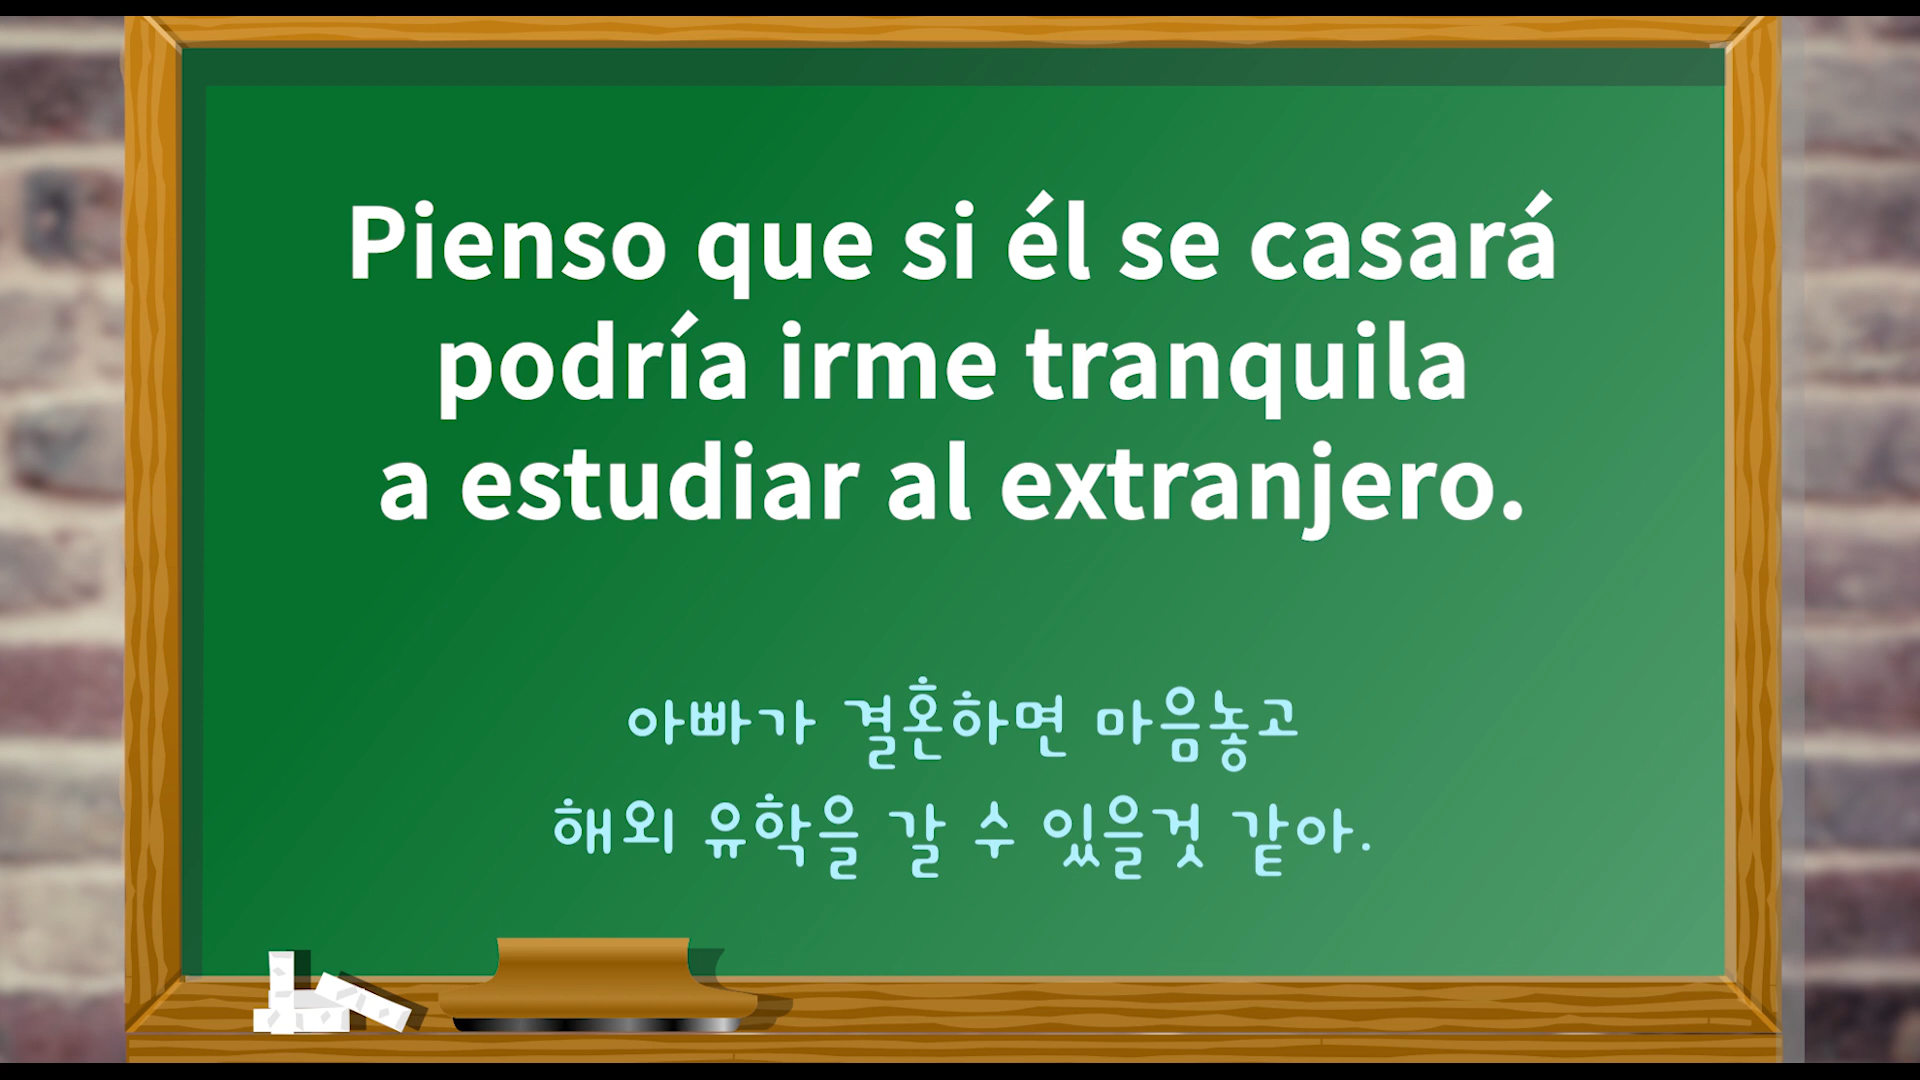 Pienso que si él se casará
podría irme tranquila
a estudiar al extranjero.
아빠가 결혼하면 마음놓고
해외 유학을 갈 수 있을것 같아.